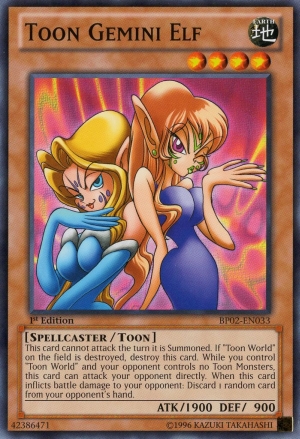 Toon Gemini Elf
EARTH
地
1st Edition
BP02-EN033
[Spellcaster / Toon]
This card cannot attack the turn it is Summoned. If "Toon World"
on the field is destroyed, destroy this card. While you control
"Toon World" and your opponent controls no Toon Monsters,
this card can attack your opponent directly. When this card
inflicts battle damage to your opponent: Discard 1 random card
from your opponent's hand.
ATK/1900 DEF/ 900
42386471
©1996 KAZUKI TAKAHASHI